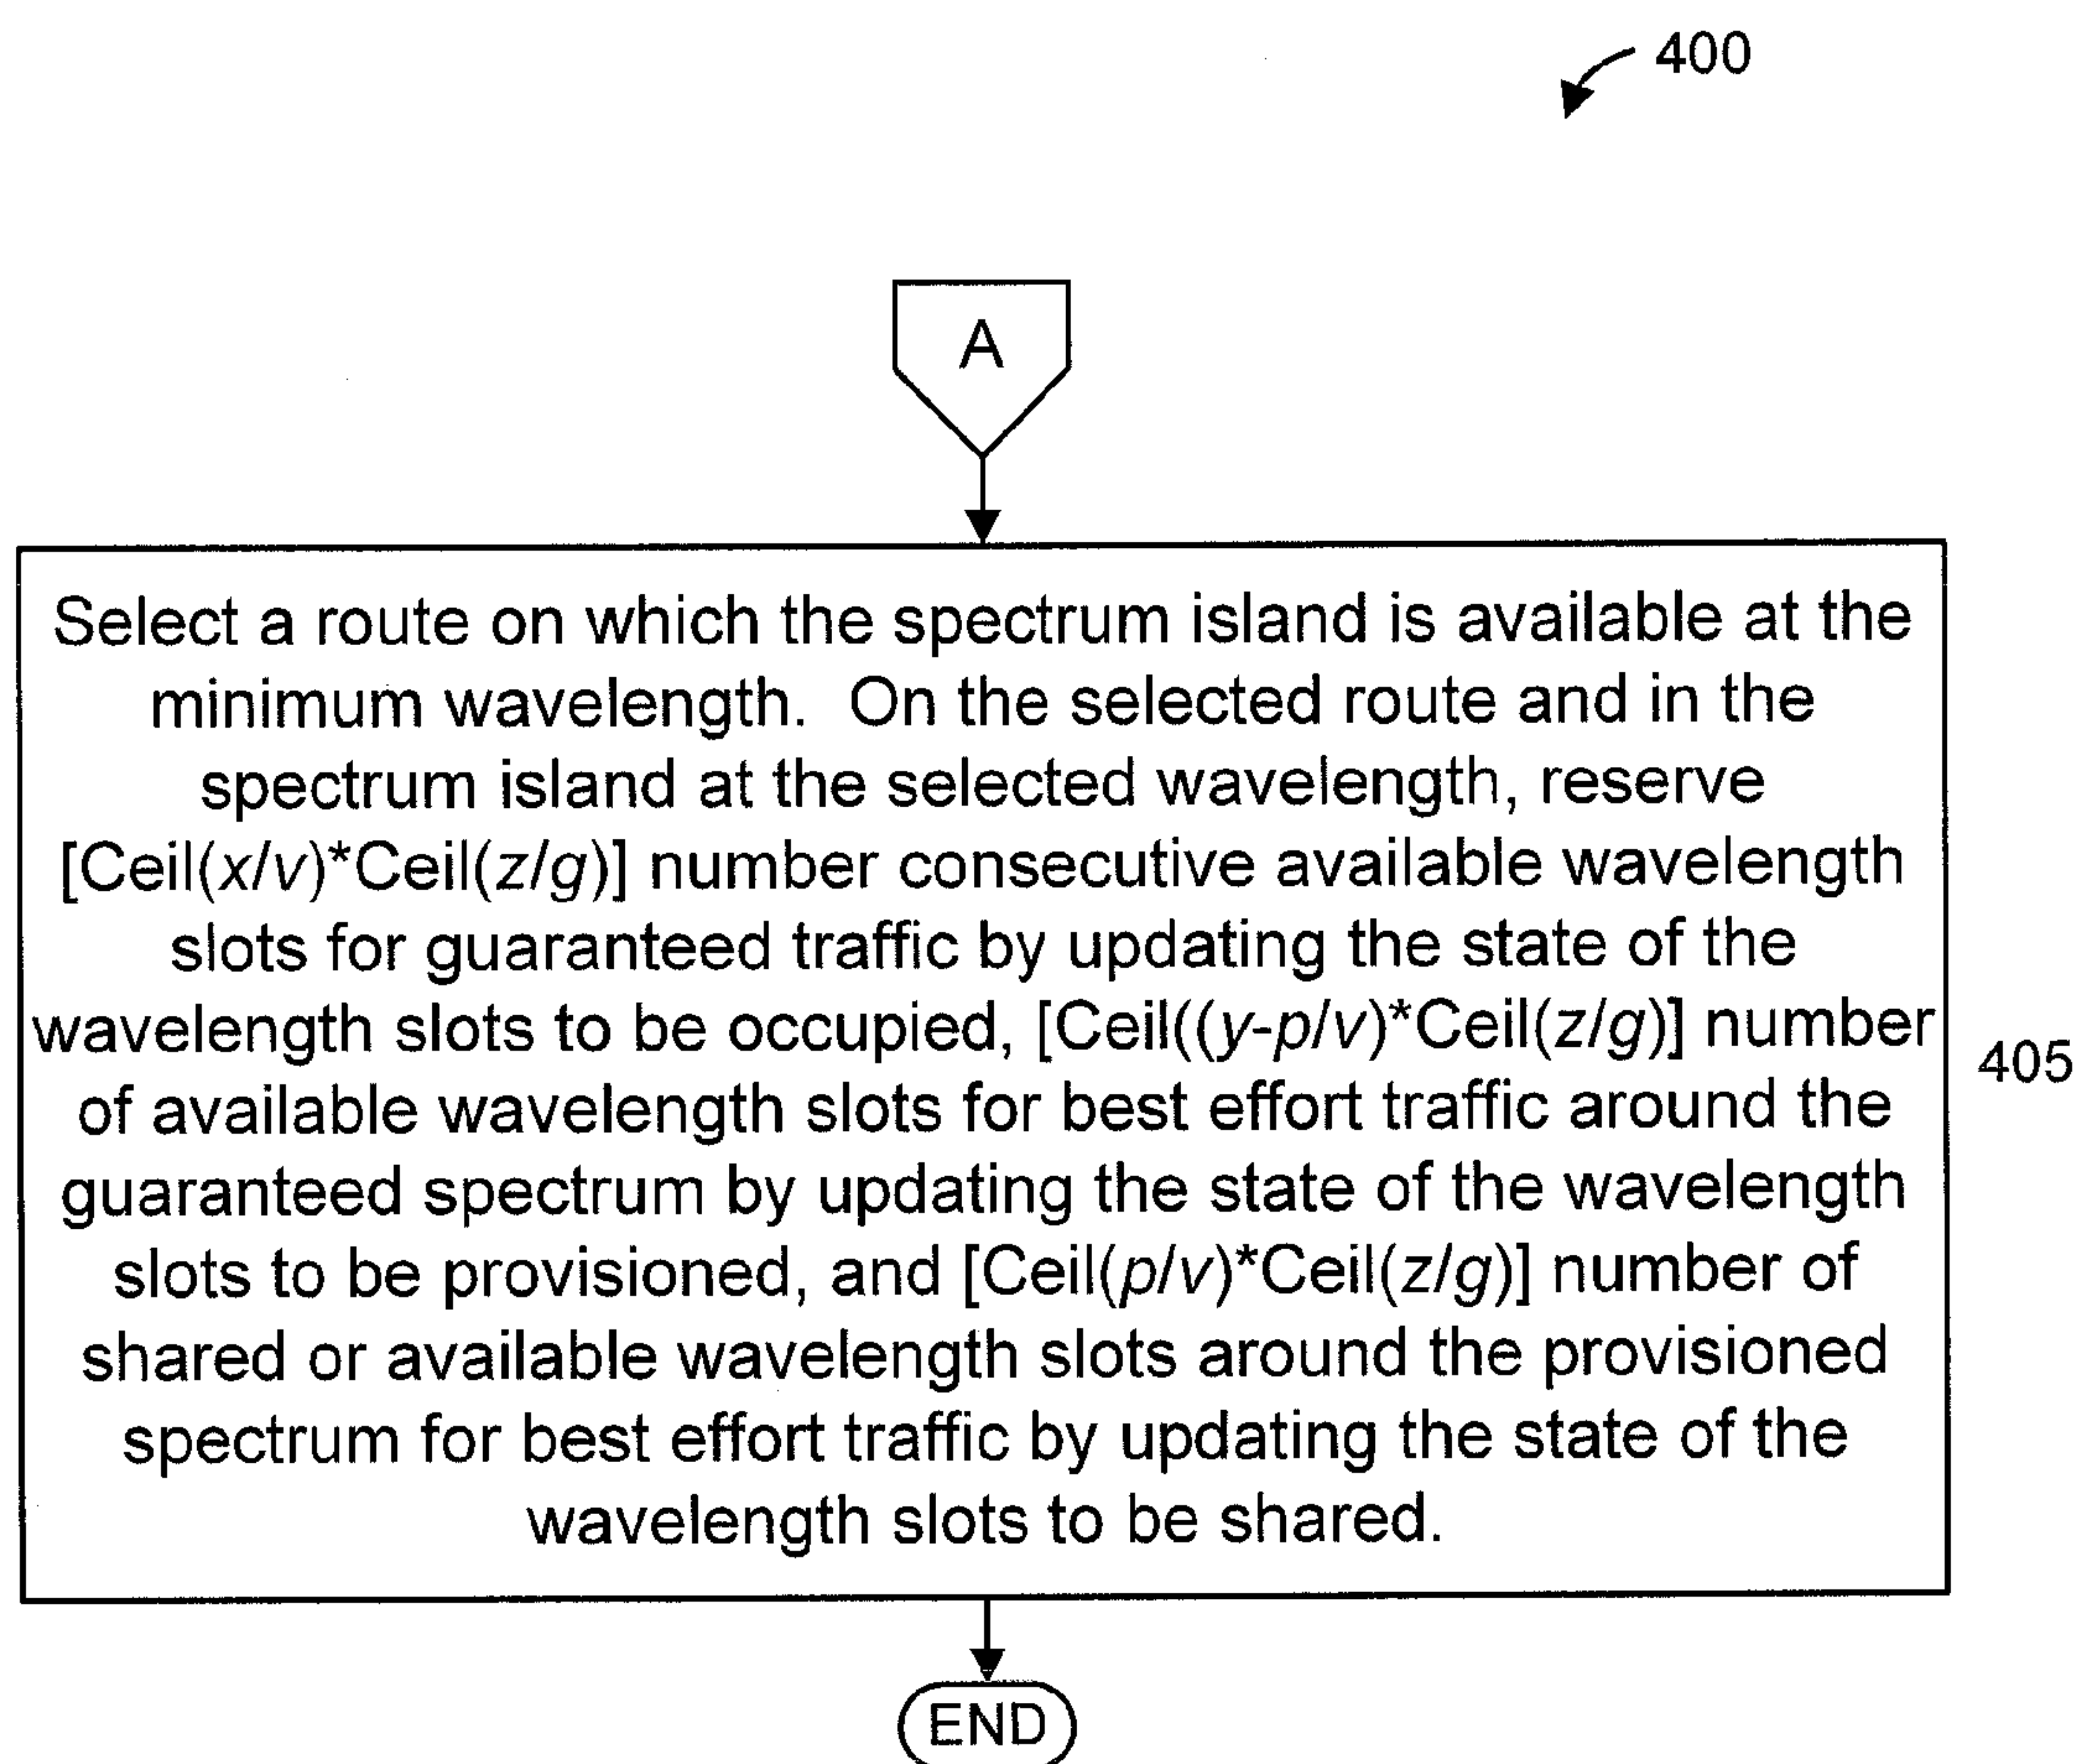 400
A
Select a route on which the spectrum island is available at the
minimum wavelength. On the selected route and in the
spectrum island at the selected wavelength, reserve
[Ceil(x/v)*Ceil(z/g)] number consecutive available wavelength
slots for guaranteed traffic by updating the state of the
wavelength slots to be occupied, [Ceil((y-p/v)*Ceil(z/g)] number
of available wavelength slots for best effort traffic around the
guaranteed spectrum by updating the state of the wavelength
slots to be provisioned, and [Ceil(p/v)*Ceil(z/g)] number of
shared or available wavelength slots around the provisioned
spectrum for best effort traffic by updating the state of the
wavelength slots to be shared.
405
END